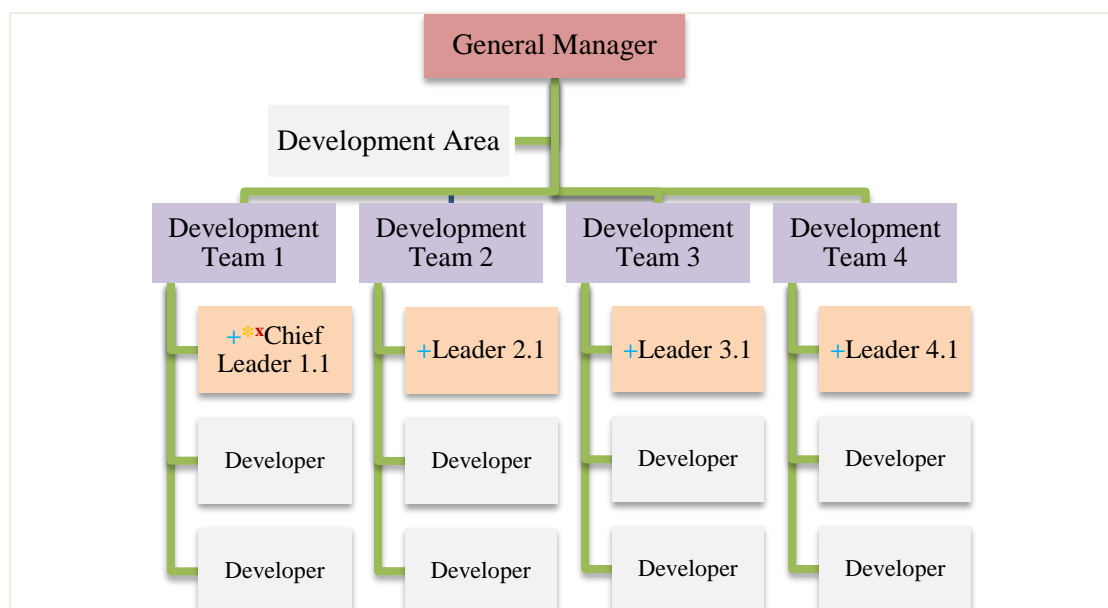 General Manager
Development Area
Development
Team 1
Development
Team 2
Development
Team 3
Development
Team 4
+*xChief
Leader 1.1
+Leader 2.1
+Leader 3.1
+Leader 4.1
Developer
Developer
Developer
Developer
Developer
Developer
Developer
Developer